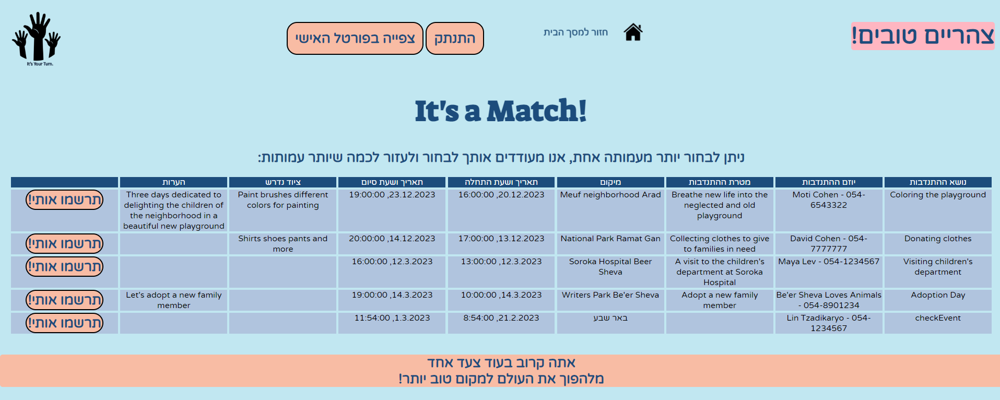 צהריים טובים!
חזור למסך הבית
התנתק
צפייה בפורטל האישי
It's Your Turn.
It's a Match!
ניתן לבחור יותר מעמותה אחת, אנו מעודדים אותך לבחור ולעזור לכמה שיותר עמותות:
נושא ההתנדבות יוזם ההתנדבות מטרת ההתנדבות מיקום תאריך ושעת התחלה תאריך ושעת סיום ציוד נדרש הערות
Coloring the playground
Moti Cohen - 054-
6543322
Breathe new life into the
neglected and old
playground
Meuf neighborhood Arad
20.12.2023, 16:00:00
23.12.2023, 19:00:00
Paint brushes different
colors for painting
Three days dedicated to
delighting the children of
the neighborhood in a
beautiful new playground
תרשמו אותי!
Donating clothes
David Cohen - 054-
7777777
Collecting clothes to give
to families in need
National Park Ramat Gan
13.12.2023, 17:00:00
14.12.2023, 20:00:00
Shirts shoes pants and
more
תרשמו אותי!
Visiting children's
department
Maya Lev - 054-1234567
A visit to the children's
department at Soroka
Hospital
Soroka Hospital Beer
Sheva
12.3.2023, 13:00:00
12.3.2023, 16:00:00
תרשמו אותי!
Adoption Day
Be'er Sheva Loves Animals
- 054-8901234
Adopt a new family
member
Writers Park Be'er Sheva
14.3.2023, 10:00:00
14.3.2023, 19:00:00
Let's adopt a new family
member
תרשמו אותי!
checkEvent
Lin Tzadikaryo - 054-
1234567
באר שבע
21.2.2023, 8:54:00
1.3.2023, 11:54:00
תרשמו אותי!
אתה קרוב בעוד צעד אחד
מלהפוך את העולם למקום טוב יותר!